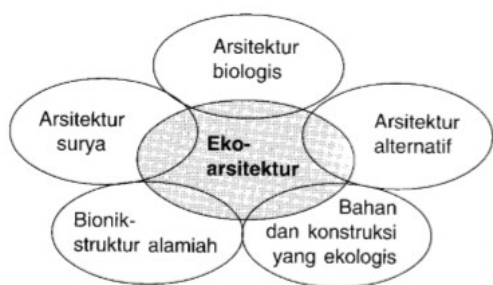 Arsitektur
biologis
Arsitektur
surya
Eko-
arsitektur
Arsitektur
alternatif
Bionik-
struktur alamiah
Bahan
dan konstruksi
yang ekologis